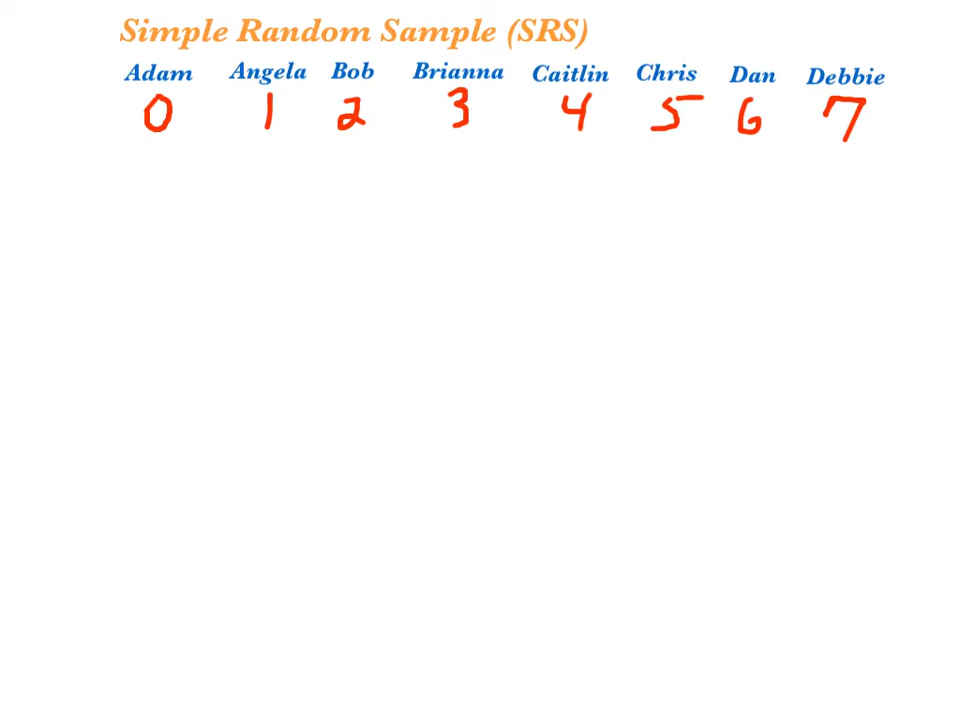 Simple Random Sample (SRS)
Adam Angela Bob Brianna Caitlin Chris Dan Debbie
0 1 2 3 4 5 6 7